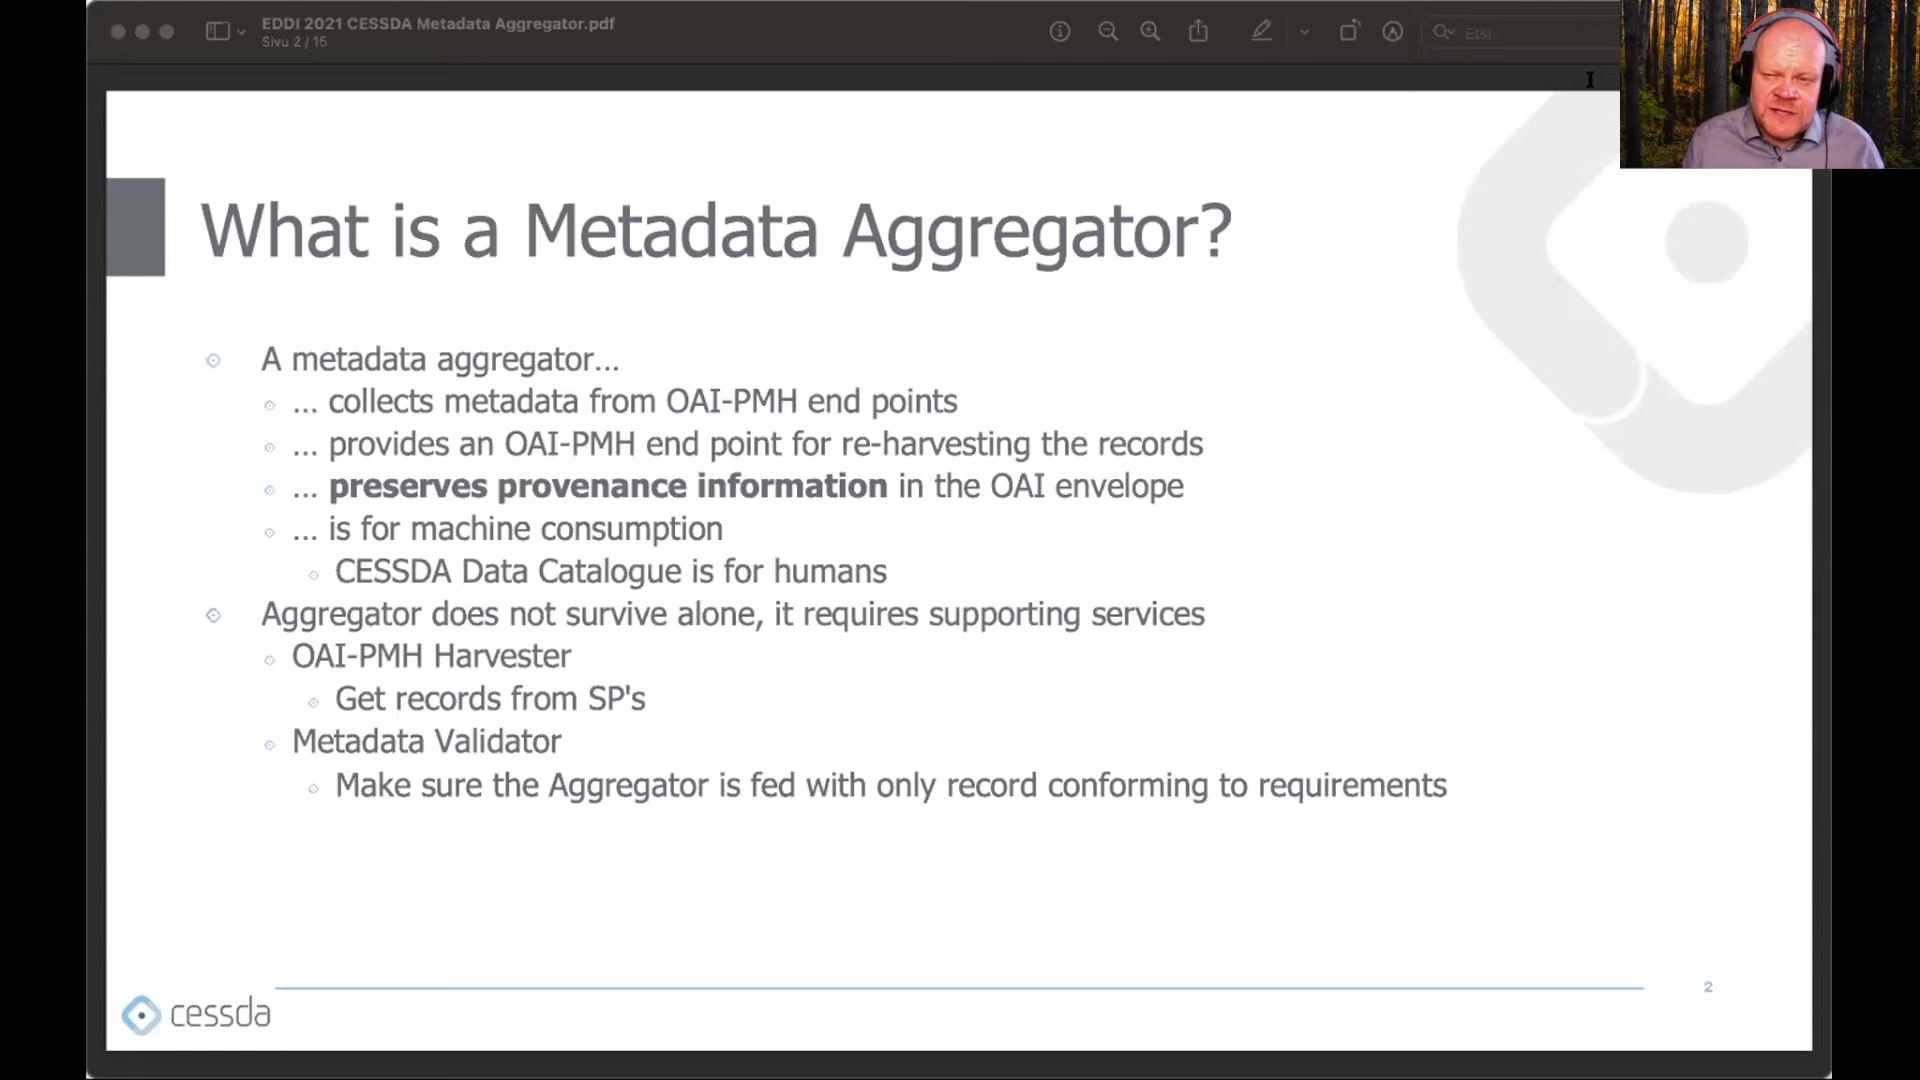 EDDI 2021 CESSDA Metadata Aggregator.pdf
Sivu 2 / 15
Etsi
What is a Metadata Aggregator?
A metadata aggregator...
... collects metadata from OAI-PMH end points
... provides an OAI-PMH end point for re-harvesting the records
... preserves provenance information in the OAI envelope
... is for machine consumption
CESSDA Data Catalogue is for humans
Aggregator does not survive alone, it requires supporting services
OAI-PMH Harvester
Get records from SP's
Metadata Validator
Make sure the Aggregator is fed with only record conforming to requirements
cessda
2